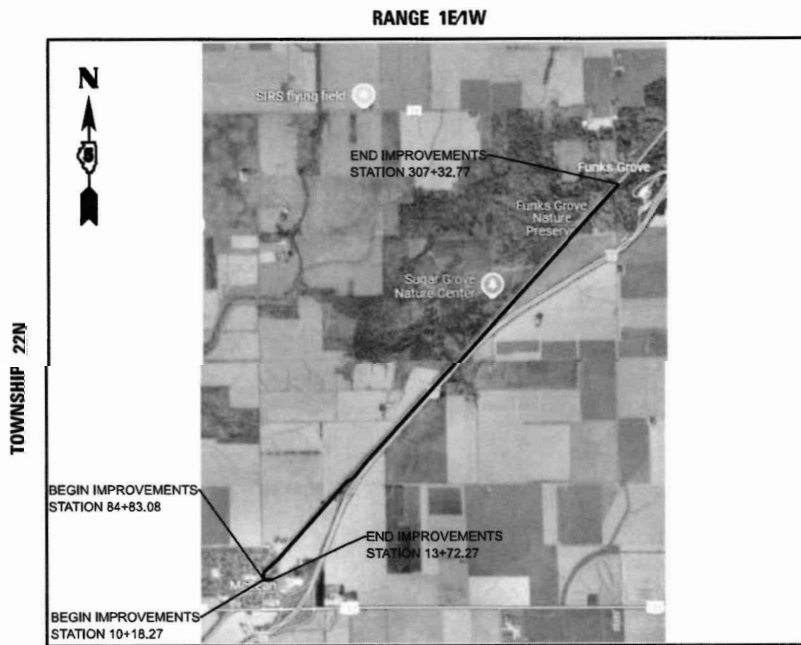 RANGE 1E/1W
N
5
SIRS flying field
END IMPROVEMENTS
STATION 307+32.77
Funks Grove
Funks Grove
Nature
Preserve
Sugar Grove
Nature Center
TOWNSHIP 22N
BEGIN IMPROVEMENTS
STATION 84+83.08
END IMPROVEMENTS
STATION 13+72.27
McLean
BEGIN IMPROVEMENTS
STATION 10+18.27